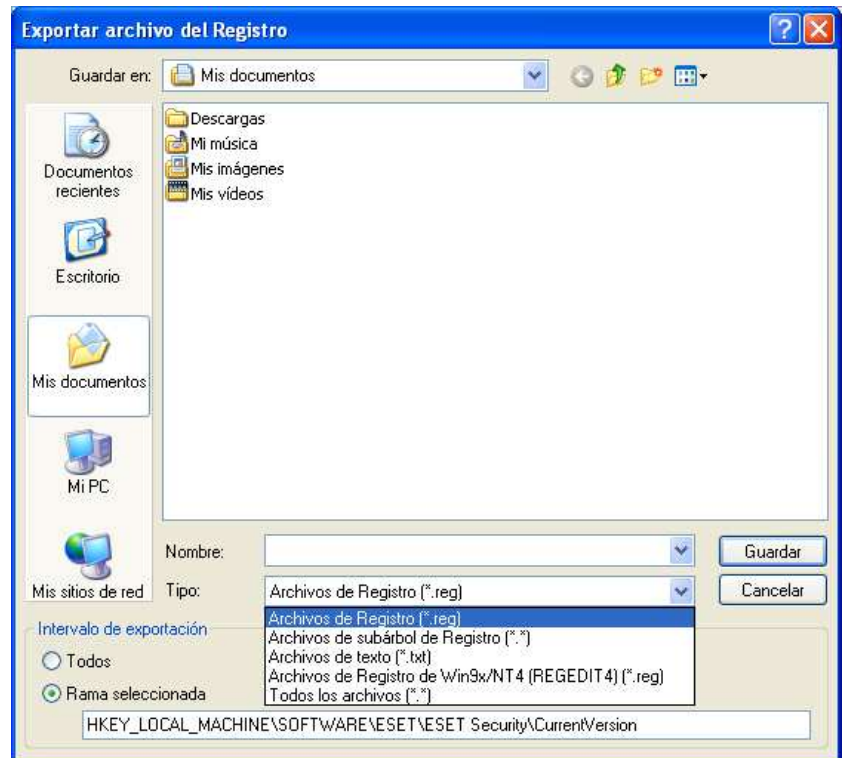 Exportar archivo del Registro
Guardar en:
Mis documentos
Documentos
recientes
Escritorio
Mis documentos
Mi PC
Mis sitios de red
Descargas
Mi música
Mis imágenes
Mis vídeos
Nombre:
Guardar
Tipo:
Archivos de Registro (*.reg)
Cancelar
Archivos de Registro (*.reg)
Archivos de subárbol de Registro (*.*)
Archivos de texto (*.txt)
Archivos de Registro de Win9x/NT4 (REGEDIT4) (*.reg)
Todos los archivos (*.*)
Intervalo de exportación
Todos
Rama seleccionada
HKEY_LOCAL_MACHINE\SOFTWARE\ESET\ESET Security\CurrentVersion